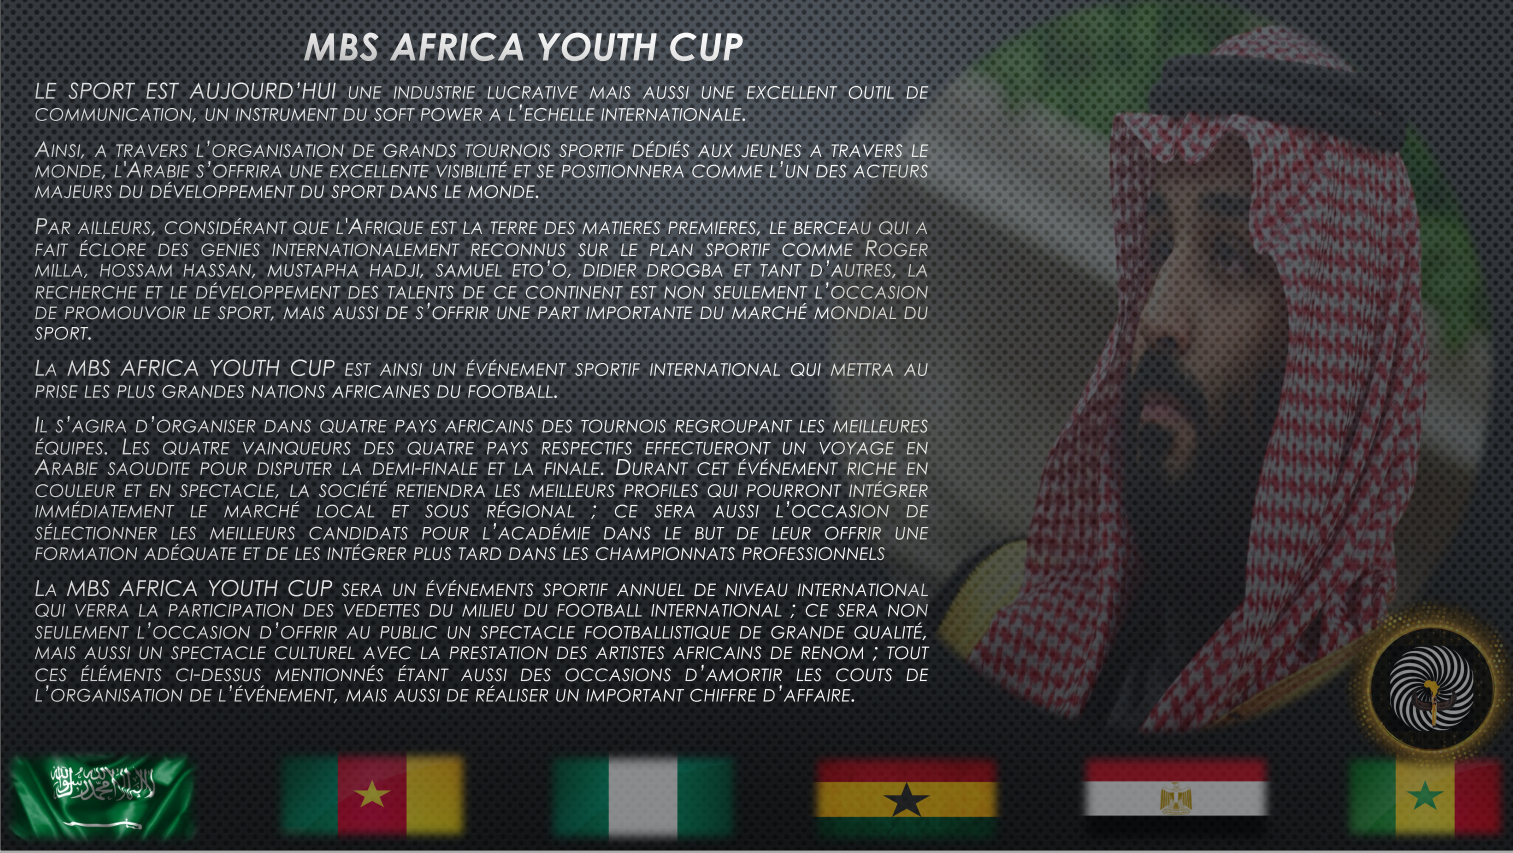 MBS AFRICA YOUTH CUP
LE SPORT EST AUJOURD'HUI UNE INDUSTRIE LUCRATIVE MAIS AUSSI UNE EXCELLENT OUTIL DE
COMMUNICATION, UN INSTRUMENT DU SOFT POWER A L'ECHELLE INTERNATIONALE.
AINSI, A TRAVERS L'ORGANISATION DE GRANDS TOURNOIS SPORTIF DÉDIÉS AUX JEUNES A TRAVERS LE
MONDE, L'ARABIE S'OFFRIRA UNE EXCELLENTE VISIBILITÉ ET SE POSITIONNERA COMME L'UN DES ACTEURS
MAJEURS DU DÉVELOPPEMENT DU SPORT DANS LE MONDE.
PAR AILLEURS, CONSIDÉRANT QUE L'AFRIQUE EST LA TERRE DES MATIERES PREMIERES, LE BERCEAU QUI A
FAIT ÉCLORE DES GENIES INTERNATIONALEMENT RECONNUS SUR LE PLAN SPORTIF COMME ROGER
MILLA, HOSSAM HASSAN, MUSTAPHA HADJI, SAMUEL ETO'O, DIDIER DROGBA ET TANT D'AUTRES, LA
RECHERCHE ET LE DÉVELOPPEMENT DES TALENTS DE CE CONTINENT EST NON SEULEMENT L'OCCASION
DE PROMOUVOIR LE SPORT, MAIS AUSSI DE S'OFFRIR UNE PART IMPORTANTE DU MARCHÉ MONDIAL DU
SPORT.
LA MBS AFRICA YOUTH CUP EST AINSI UN ÉVÉNEMENT SPORTIF INTERNATIONAL QUI METTRA AU
PRISE LES PLUS GRANDES NATIONS AFRICAINES DU FOOTBALL.
IL S'AGIRA D'ORGANISER DANS QUATRE PAYS AFRICAINS DES TOURNOIS REGROUPANT LES MEILLEURES
ÉQUIPES. LES QUATRE VAINQUEURS DES QUATRE PAYS RESPECTIFS EFFECTUERONT UN VOYAGE EN
ARABIE SAOUDITE POUR DISPUTER LA DEMI-FINALE ET LA FINALE. DURANT CET ÉVÉNEMENT RICHE EN
COULEUR ET EN SPECTACLE, LA SOCIÉTÉ RETIENDRA LES MEILLEURS PROFILES QUI POURRONT INTÉGRER
IMMÉDIATEMENT LE MARCHÉ LOCAL ET SOUS RÉGIONAL ; CE SERA AUSSI L'OCCASION DE
SÉLECTIONNER LES MEILLEURS CANDIDATS POUR L'ACADÉMIE DANS LE BUT DE LEUR OFFRIR UNE
FORMATION ADÉQUATE ET DE LES INTÉGRER PLUS TARD DANS LES CHAMPIONNATS PROFESSIONNELS
LA MBS AFRICA YOUTH CUP SERA UN ÉVÉNEMENTS SPORTIF ANNUEL DE NIVEAU INTERNATIONAL
QUI VERRA LA PARTICIPATION DES VEDETTES DU MILIEU DU FOOTBALL INTERNATIONAL ; CE SERA NON
SEULEMENT L'OCCASION D'OFFRIR AU PUBLIC UN SPECTACLE FOOTBALLISTIQUE DE GRANDE QUALITÉ,
MAIS AUSSI UN SPECTACLE CULTUREL AVEC LA PRESTATION DES ARTISTES AFRICAINS DE RENOM ; TOUT
CES ÉLÉMENTS CI-DESSUS MENTIONNÉS ÉTANT AUSSI DES OCCASIONS D'AMORTIR LES COUTS DE
L'ORGANISATION DE L'ÉVÉNEMENT, MAIS AUSSI DE RÉALISER UN IMPORTANT CHIFFRE D'AFFAIRE.
لا إله إلا الله محمد رسول الله